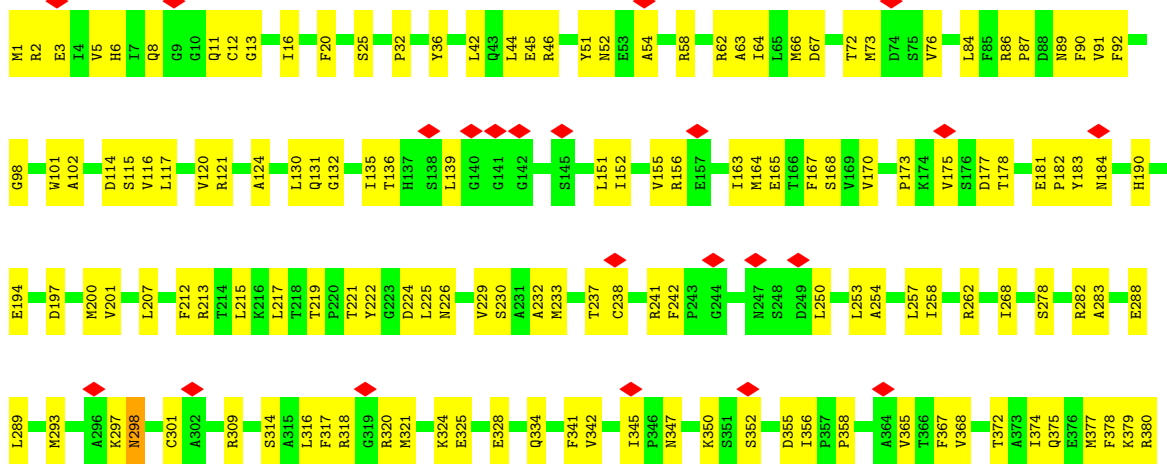 M1 R2 E3 I4 V5 H6 I7 Q8 G9 G10 Q11 C12 G13 I16 F20 S25 P32 Y36 L42 Q43 L44 E45 R46 Y51 N52 E53 A54 R58 R62 A63 I64 L65 M66 D67 T72 M73 D74 S75 V76 L84 F85 R86 P87 D88 N89 F90 V91 F92
G98 W101 A102 D114 S115 V116 L117 V120 R121 A124 L130 Q131 G132 I135 T136 H137 S138 L139 G140 G141 G142 S145 L151 I152 V155 R156 E157 I163 M164 E165 T166 F167 S168 V169 V170 P173 K174 V175 S176 D177 T178 E181 P182 Y183 N184 H190
E194 D197 M200 V201 L207 F212 R213 T214 L215 K216 L217 T218 T219 P220 T221 Y222 G223 D224 L225 N226 V229 S230 A231 A232 M233 T237 C238 R241 F242 P243 G244 N247 S248 D249 L250 L253 A254 L257 I258 R262 I268 S278 R282 A283 E288
L289 M293 A296 K297 N298 C301 A302 R309 S314 A315 L316 F317 R318 G319 R320 M321 K324 E325 E328 Q334 F341 V342 I345 P346 N347 K350 S351 S352 D355 I356 P357 P358 A364 V365 T366 F367 V368 T372 A373 I374 Q375 E376 M377 F378 K379 R380